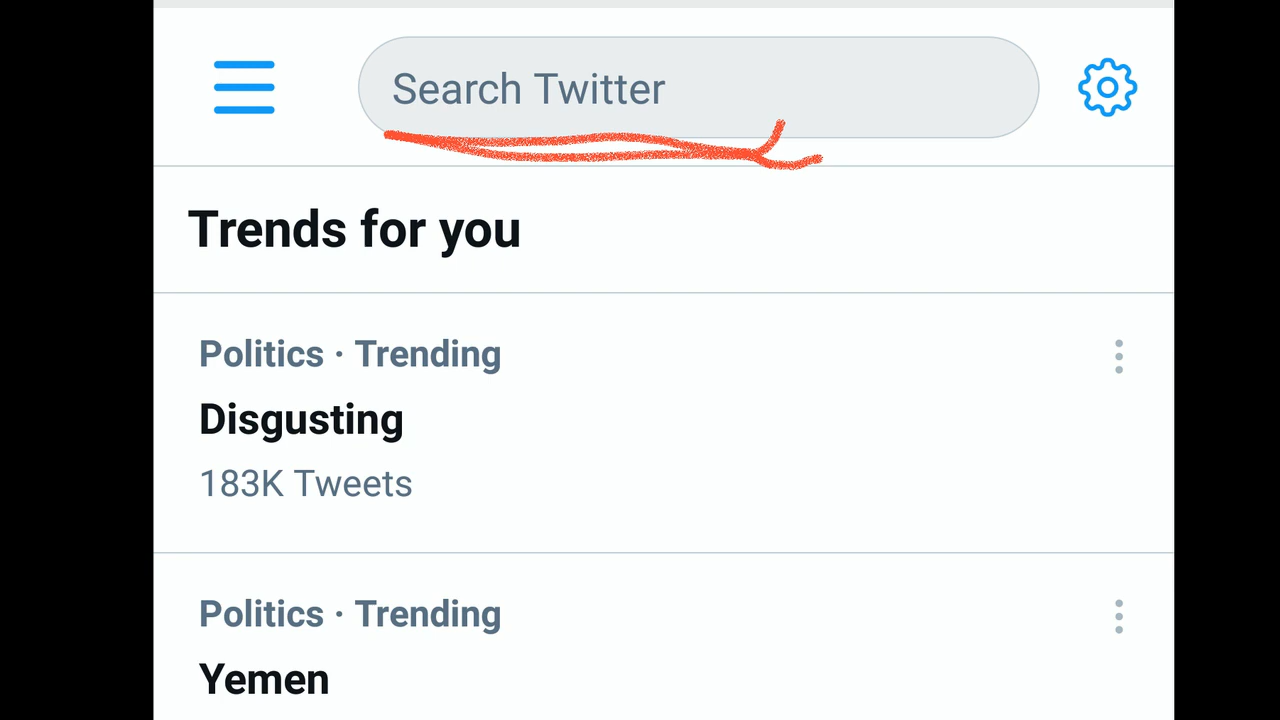 Search Twitter
Trends for you
Politics · Trending
Disgusting
183K Tweets
Politics · Trending
Yemen